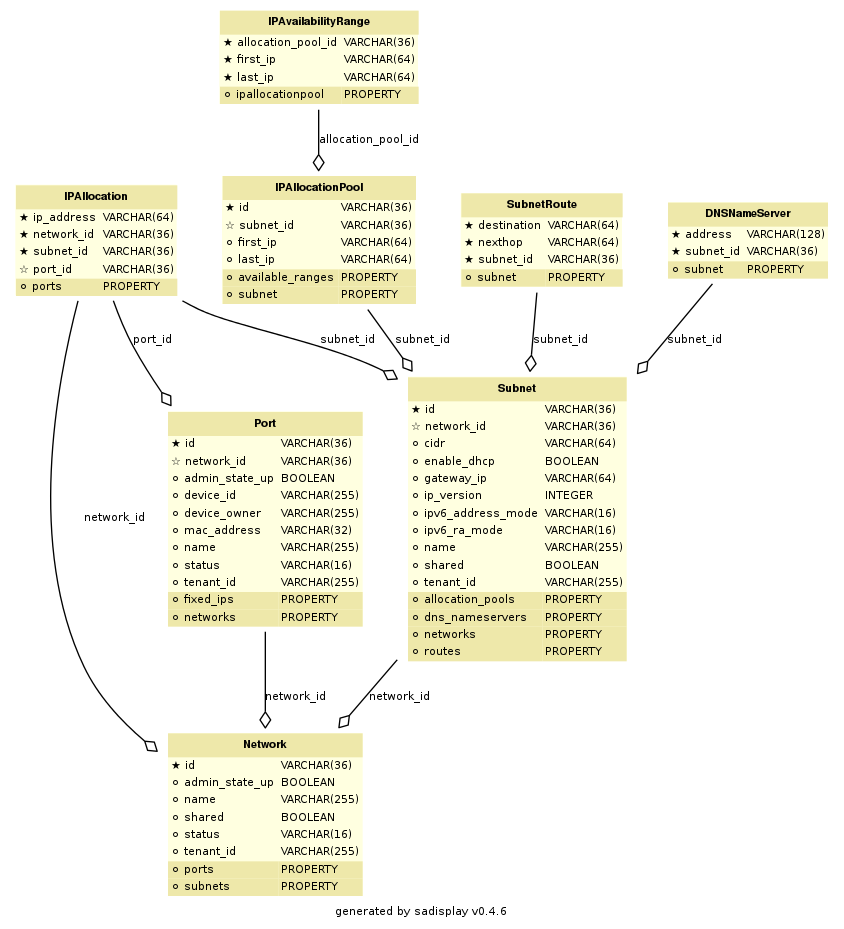 IPAvailabilityRange
★ allocation_pool_id VARCHAR(36)
★ first_ip VARCHAR(64)
★ last_ip VARCHAR(64)
⚬ ipallocationpool PROPERTY
allocation_pool_id
IPAllocation
★ ip_address VARCHAR(64)
★ network_id VARCHAR(36)
★ subnet_id VARCHAR(36)
☆ port_id VARCHAR(36)
⚬ ports PROPERTY
IPAllocationPool
★ id VARCHAR(36)
☆ subnet_id VARCHAR(36)
⚬ first_ip VARCHAR(64)
⚬ last_ip VARCHAR(64)
⚬ available_ranges PROPERTY
⚬ subnet PROPERTY
SubnetRoute
★ destination VARCHAR(64)
★ nexthop VARCHAR(64)
★ subnet_id VARCHAR(36)
⚬ subnet PROPERTY
DNSNameServer
★ address VARCHAR(128)
★ subnet_id VARCHAR(36)
⚬ subnet PROPERTY
port_id
subnet_id
subnet_id
subnet_id
subnet_id
Port
★ id VARCHAR(36)
☆ network_id VARCHAR(36)
⚬ admin_state_up BOOLEAN
⚬ device_id VARCHAR(255)
⚬ device_owner VARCHAR(255)
⚬ mac_address VARCHAR(32)
⚬ name VARCHAR(255)
⚬ status VARCHAR(16)
⚬ tenant_id VARCHAR(255)
⚬ fixed_ips PROPERTY
⚬ networks PROPERTY
Subnet
★ id VARCHAR(36)
☆ network_id VARCHAR(36)
⚬ cidr VARCHAR(64)
⚬ enable_dhcp BOOLEAN
⚬ gateway_ip VARCHAR(64)
⚬ ip_version INTEGER
⚬ ipv6_address_mode VARCHAR(16)
⚬ ipv6_ra_mode VARCHAR(16)
⚬ name VARCHAR(255)
⚬ shared BOOLEAN
⚬ tenant_id VARCHAR(255)
⚬ allocation_pools PROPERTY
⚬ dns_nameservers PROPERTY
⚬ networks PROPERTY
⚬ routes PROPERTY
network_id
network_id
network_id
Network
★ id VARCHAR(36)
⚬ admin_state_up BOOLEAN
⚬ name VARCHAR(255)
⚬ shared BOOLEAN
⚬ status VARCHAR(16)
⚬ tenant_id VARCHAR(255)
⚬ ports PROPERTY
⚬ subnets PROPERTY
generated by sadisplay v0.4.6